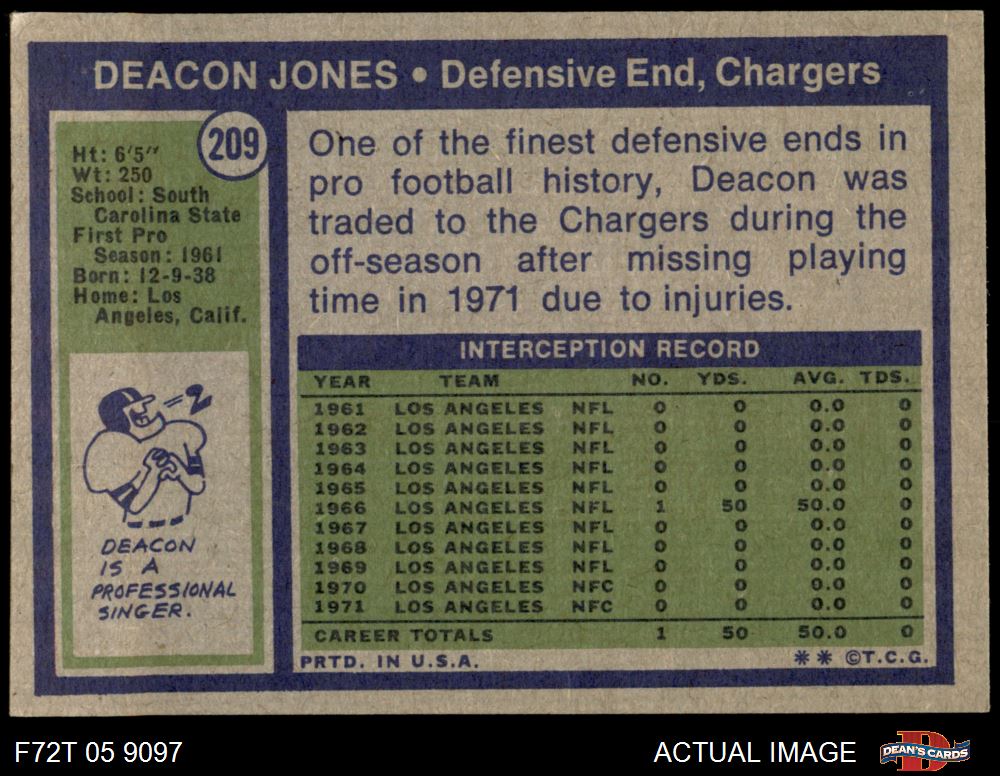 DEACON JONES • Defensive End, Chargers
209
Ht: 6'5"
Wt: 250
School: South
Carolina State
First Pro
Season: 1961
Born: 12-9-38
Home: Los
Angeles, Calif.
DEACON
IS A
PROFESSIONAL
SINGER.
One of the finest defensive ends in
pro football history, Deacon was
traded to the Chargers during the
off-season after missing playing
time in 1971 due to injuries.
INTERCEPTION RECORD
YEAR TEAM NO. YDS. AVG. TDS.
1961 LOS ANGELES NFL 0 0 0.0 0
1962 LOS ANGELES NFL 0 0 0.0 0
1963 LOS ANGELES NFL 0 0 0.0 0
1964 LOS ANGELES NFL 0 0 0.0 0
1965 LOS ANGELES NFL 0 0 0.0 0
1966 LOS ANGELES NFL 1 50 50.0 0
1967 LOS ANGELES NFL 0 0 0.0 0
1968 LOS ANGELES NFL 0 0 0.0 0
1969 LOS ANGELES NFL 0 0 0.0 0
1970 LOS ANGELES NFC 0 0 0.0 0
1971 LOS ANGELES NFC 0 0 0.0 0
CAREER TOTALS 1 50 50.0 0
PRTD. IN U.S.A. ** ©T.C.G.
F72T 05 9097 ACTUAL IMAGE D DEAN'S CARDS